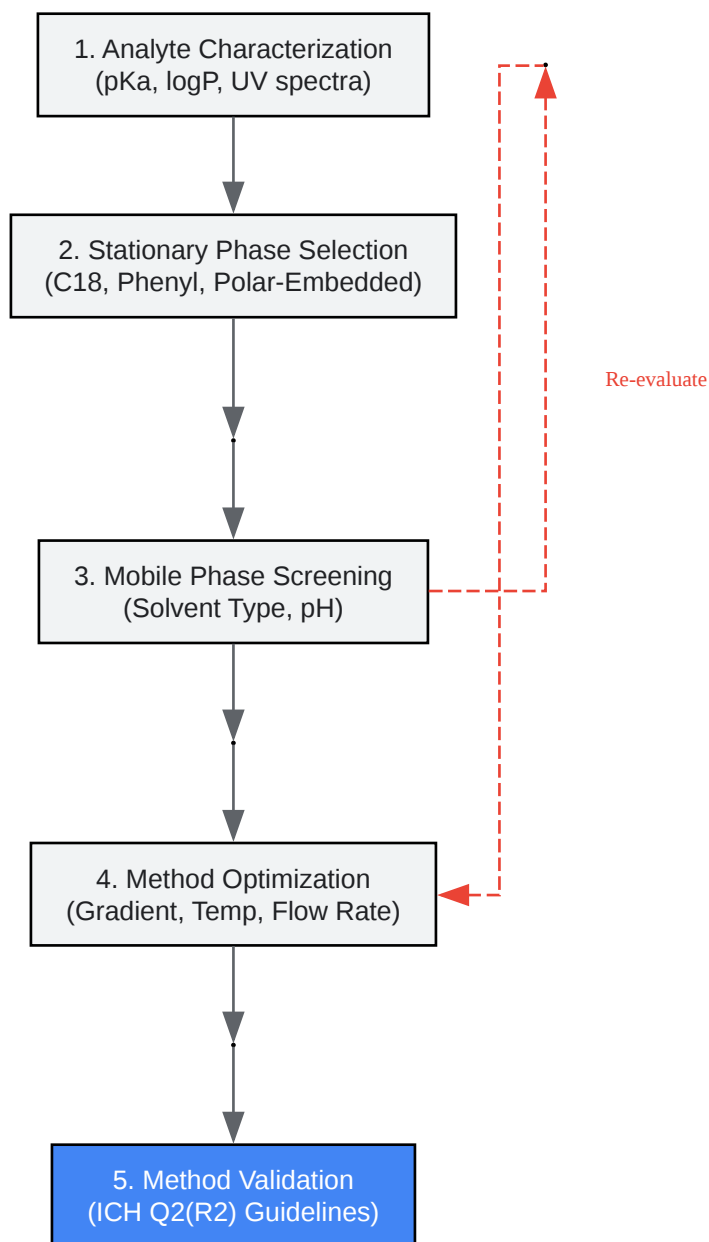 1. Analyte Characterization
(pKa, logP, UV spectra)
2. Stationary Phase Selection
(C18, Phenyl, Polar-Embedded)
Re-evaluate
3. Mobile Phase Screening
(Solvent Type, pH)
4. Method Optimization
(Gradient, Temp, Flow Rate)
5. Method Validation
(ICH Q2(R2) Guidelines)